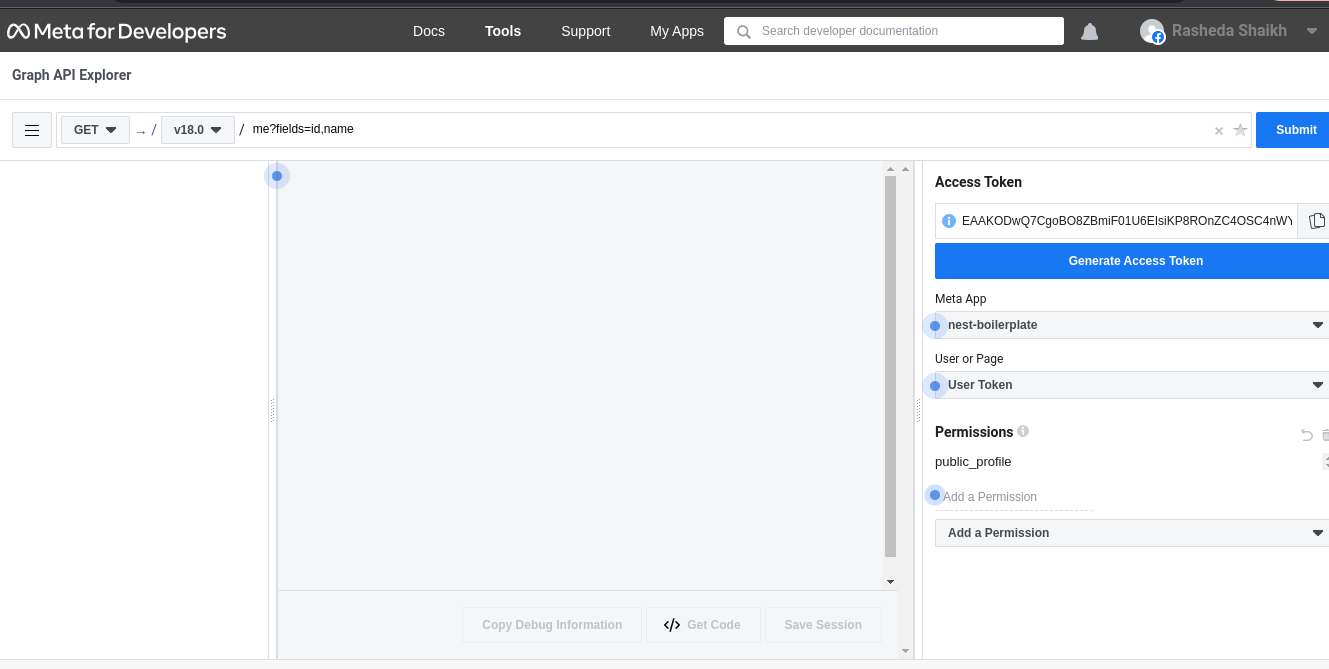 Meta for Developers
Docs
Tools
Support
My Apps
Search developer documentation
Rasheda Shaikh
Graph API Explorer
GET
→ /
v18.0
/
me?fields=id,name
Submit
Access Token
EAAKODwQ7CgoBO8ZBmiF01U6EIsiKP8ROnZC4OSC4nWY
Generate Access Token
Meta App
nest-boilerplate
User or Page
User Token
Permissions
public_profile
Add a Permission
Add a Permission
Copy Debug Information
</> Get Code
Save Session